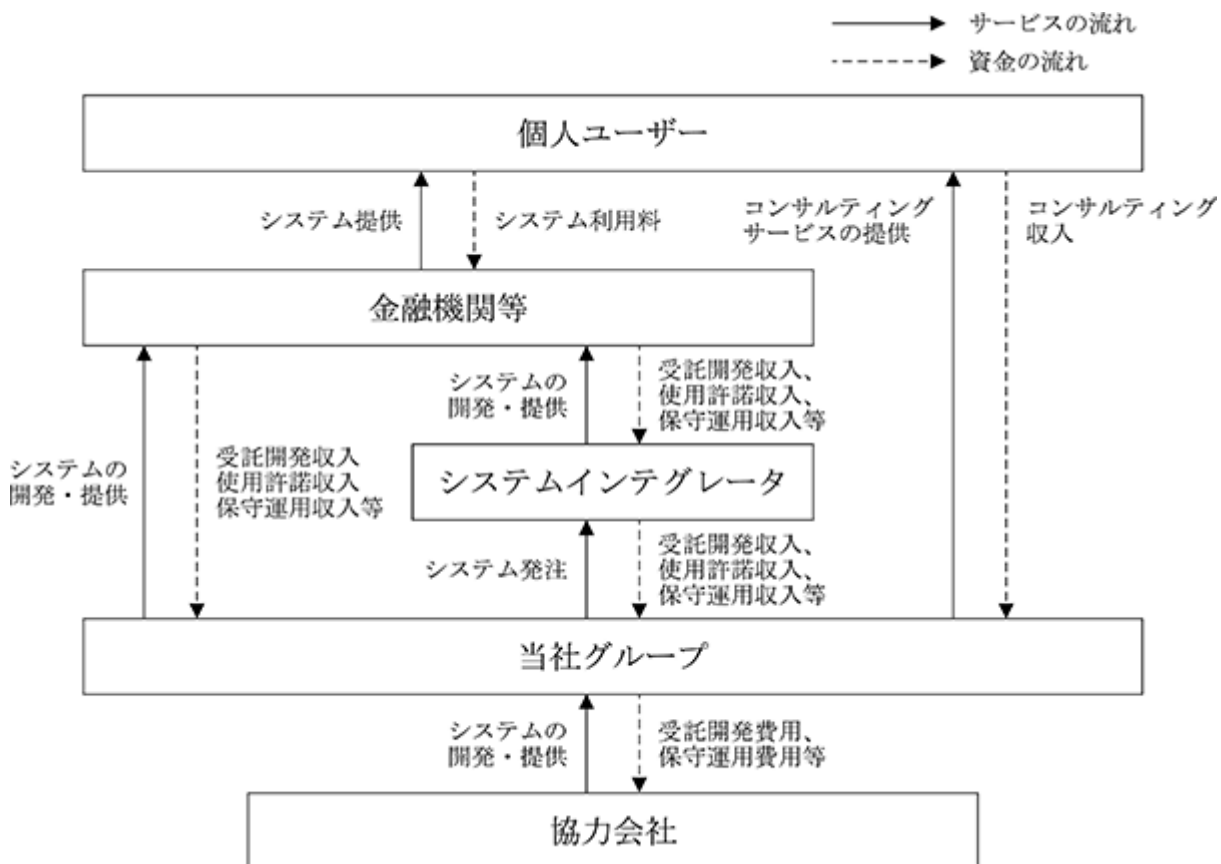 サービスの流れ
資金の流れ
個人ユーザー
システム提供
システム利用料
コンサルティング
サービスの提供
コンサルティング
収入
金融機関等
システムの
開発・提供
受託開発収入、
使用許諾収入、
保守運用収入等
システムの
開発・提供
受託開発収入
使用許諾収入
保守運用収入等
システムインテグレータ
システム発注
受託開発収入、
使用許諾収入、
保守運用収入等
当社グループ
システムの
開発・提供
受託開発費用、
保守運用費用等
協力会社